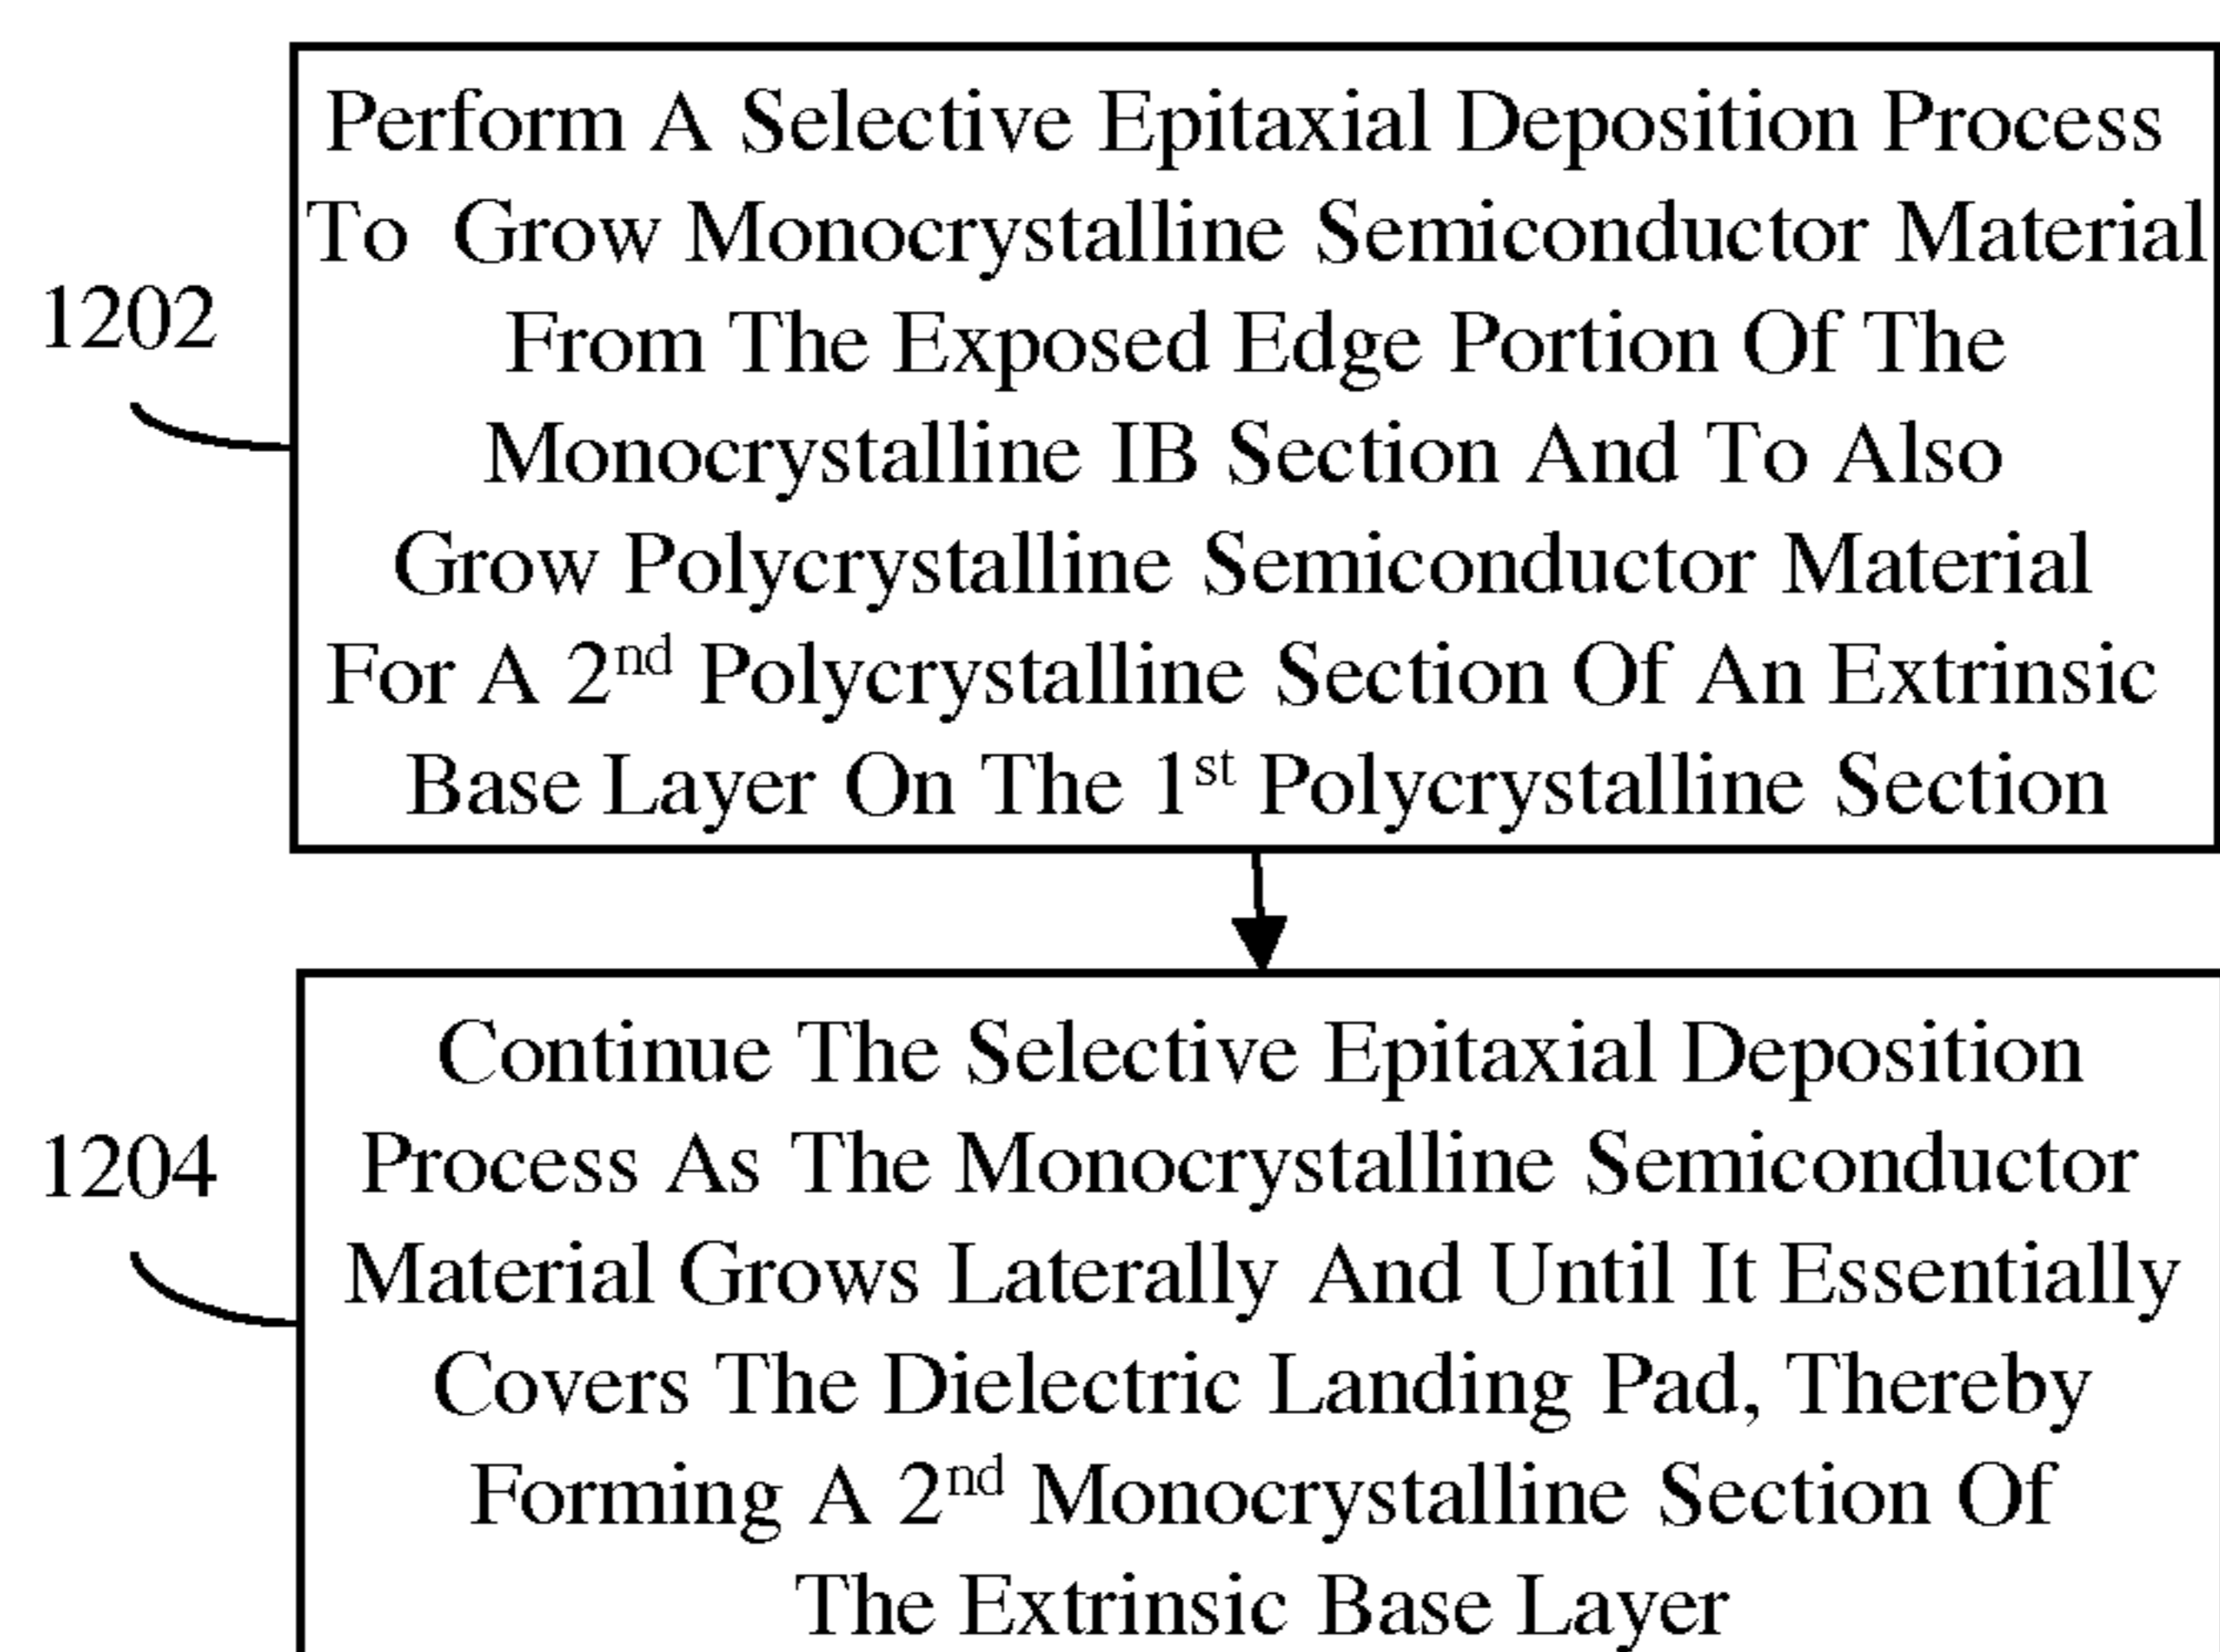 Perform A Selective Epitaxial Deposition Process
To Grow Monocrystalline Semiconductor Material
From The Exposed Edge Portion Of The
Monocrystalline IB Section And To Also
Grow Polycrystalline Semiconductor Material
For A 2nd Polycrystalline Section Of An Extrinsic
Base Layer On The 1st Polycrystalline Section
1202
Continue The Selective Epitaxial Deposition
Process As The Monocrystalline Semiconductor
Material Grows Laterally And Until It Essentially
Covers The Dielectric Landing Pad, Thereby
Forming A 2nd Monocrystalline Section Of
The Extrinsic Base Layer
1204